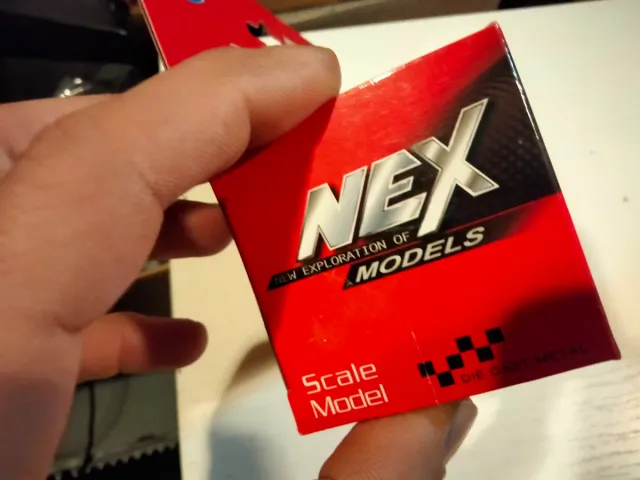 NEX
NEW EXPLORATION OF
MODELS
Scale
Model
DIE CAST METAL